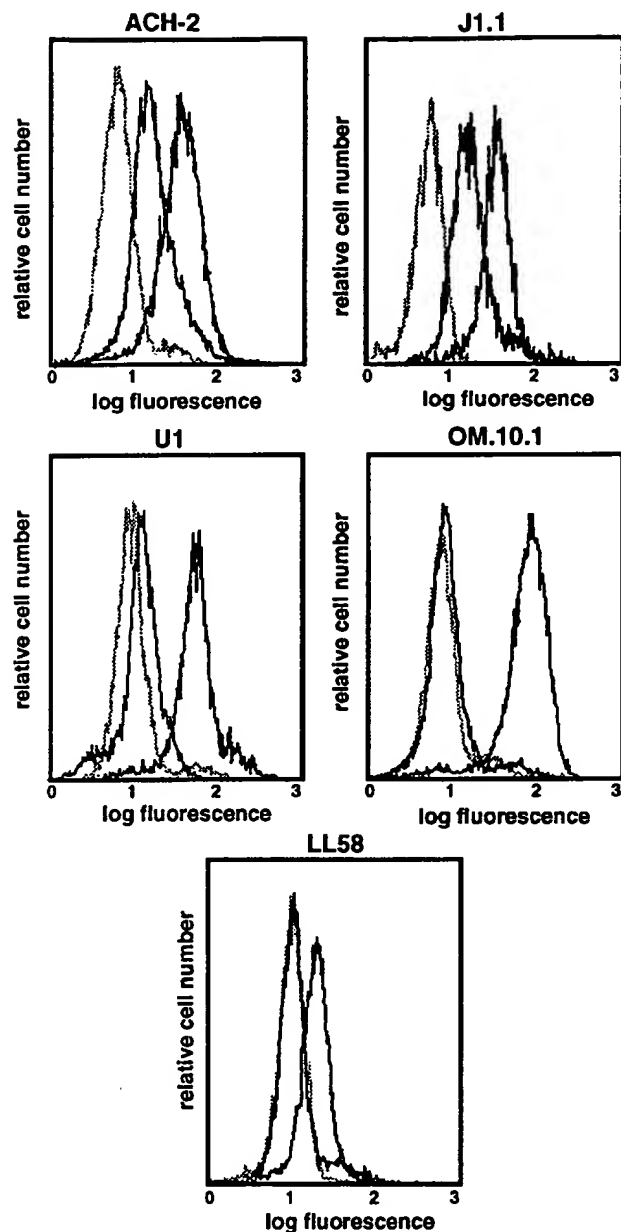 ACH-2
relative cell number
0 1 2 3
log fluorescence
J1.1
relative cell number
0 1 2 3
log fluorescence
U1
relative cell number
0 1 2 3
log fluorescence
OM.10.1
relative cell number
0 1 2 3
log fluorescence
LL58
relative cell number
0 1 2 3
log fluorescence